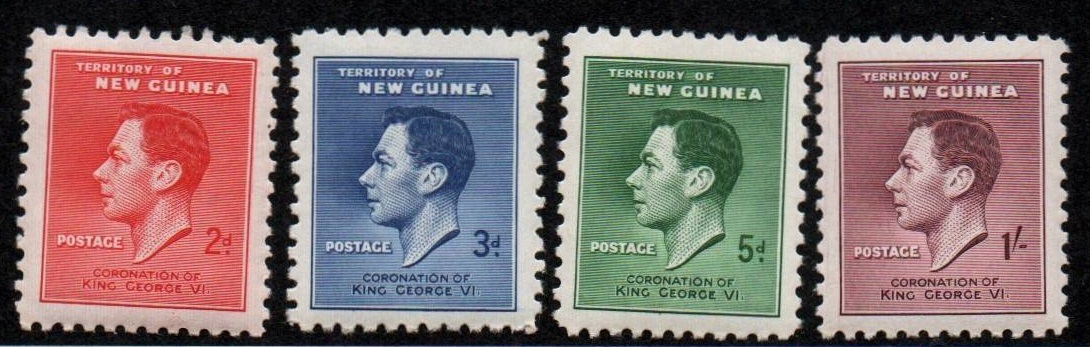 TERRITORY OF
NEW GUINEA
POSTAGE
2d.
CORONATION OF
KING GEORGE VI.
TERRITORY OF
NEW GUINEA
POSTAGE
3d.
CORONATION OF
KING GEORGE VI.
TERRITORY OF
NEW GUINEA
POSTAGE
5d.
CORONATION OF
KING GEORGE VI.
TERRITORY OF
NEW GUINEA
POSTAGE
1/-
CORONATION OF
KING GEORGE VI.